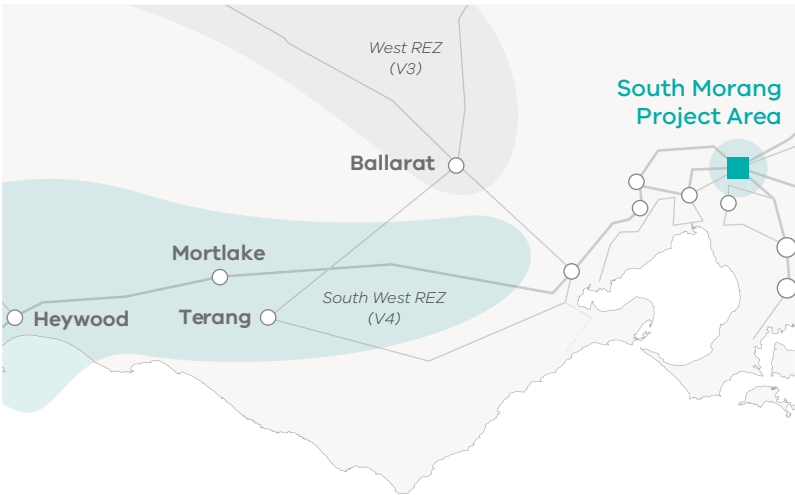 West REZ
(V3)
South Morang
Project Area
Ballarat
Mortlake
South West REZ
(V4)
Heywood
Terang